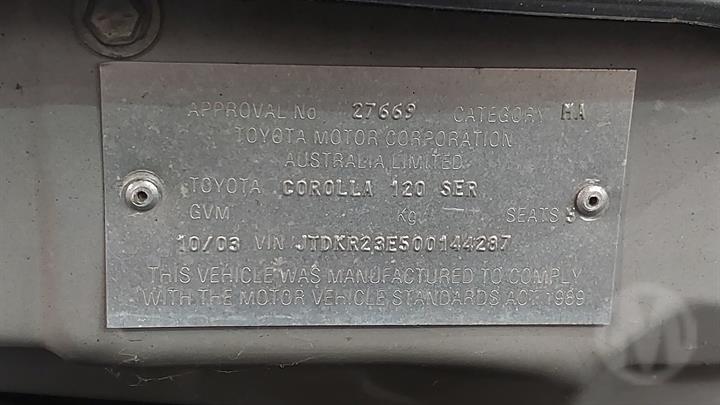 APPROVAL No 27669 CATEGORY MA
TOYOTA MOTOR CORPORATION
AUSTRALIA LIMITED
TOYOTA COROLLA 120 SER
GVM — Kg — SEATS 5
10/03 VIN JTDKR23E500144287
THIS VEHICLE WAS MANUFACTURED TO COMPLY
WITH THE MOTOR VEHICLE STANDARDS ACT 1989
M